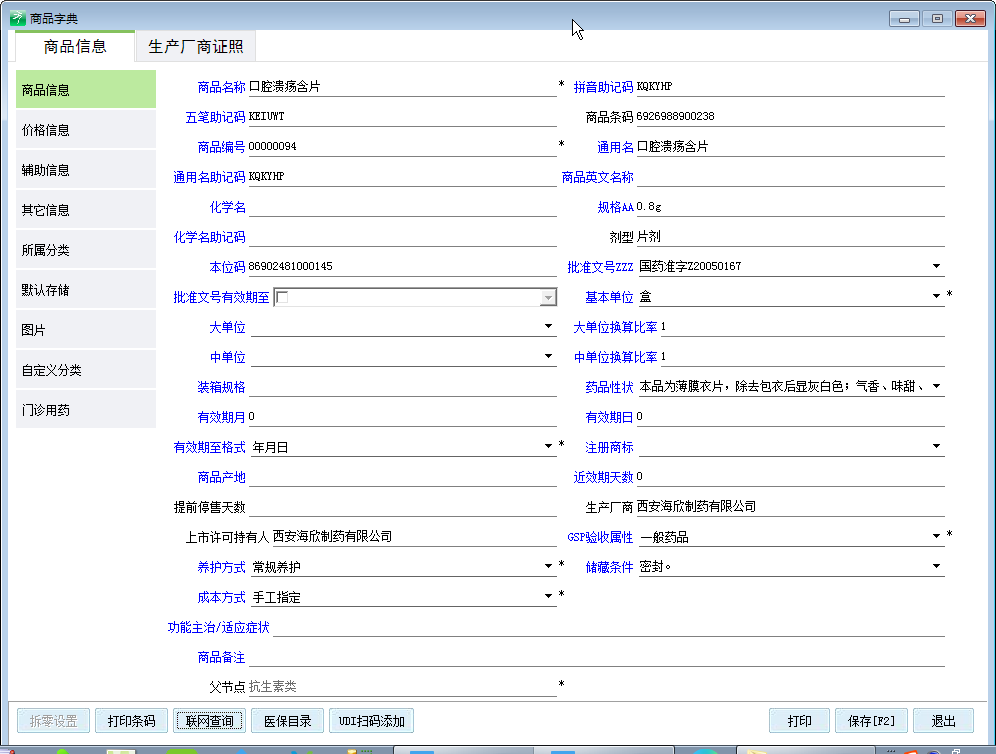 商品字典
商品信息 生产厂商证照
商品信息
价格信息
辅助信息
其它信息
所属分类
默认存储
图片
自定义分类
门诊用药
商品名称 口腔溃疡含片 * 拼音助记码 KQKYHP
五笔助记码 KEIUWT 商品条码 6926988900238
商品编号 00000094 * 通用名 口腔溃疡含片
通用名助记码 KQKYHP 商品英文名称
化学名 规格AA 0.8g
化学名助记码 剂型 片剂
本位码 86902481000145 批准文号ZZZ 国药准字Z20050167
批准文号有效期至 基本单位 盒 *
大单位 大单位换算比率 1
中单位 中单位换算比率 1
装箱规格 药品性状 本品为薄膜衣片，除去包衣后显灰白色；气香、味甜、
有效期月 0 有效期日 0
有效期至格式 年月日 * 注册商标
商品产地 近效期天数 0
提前停售天数 生产厂商 西安海欣制药有限公司
上市许可持有人 西安海欣制药有限公司 GSP验收属性 一般药品 *
养护方式 常规养护 * 储藏条件 密封。
成本方式 手工指定 *
功能主治/适应症状
商品备注
父节点 抗生素类 *
拆零设置 打印条码 联网查询 医保目录 UDI扫码添加 打印 保存[F2] 退出